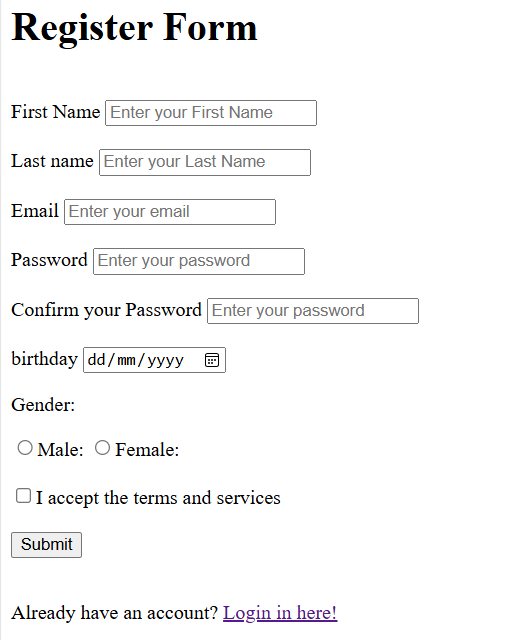 Register Form
First Name Enter your First Name
Last name Enter your Last Name
Email Enter your email
Password Enter your password
Confirm your Password Enter your password
birthday dd/mm/yyyy
Gender:
Male: Female:
I accept the terms and services
Submit
Already have an account? Login in here!